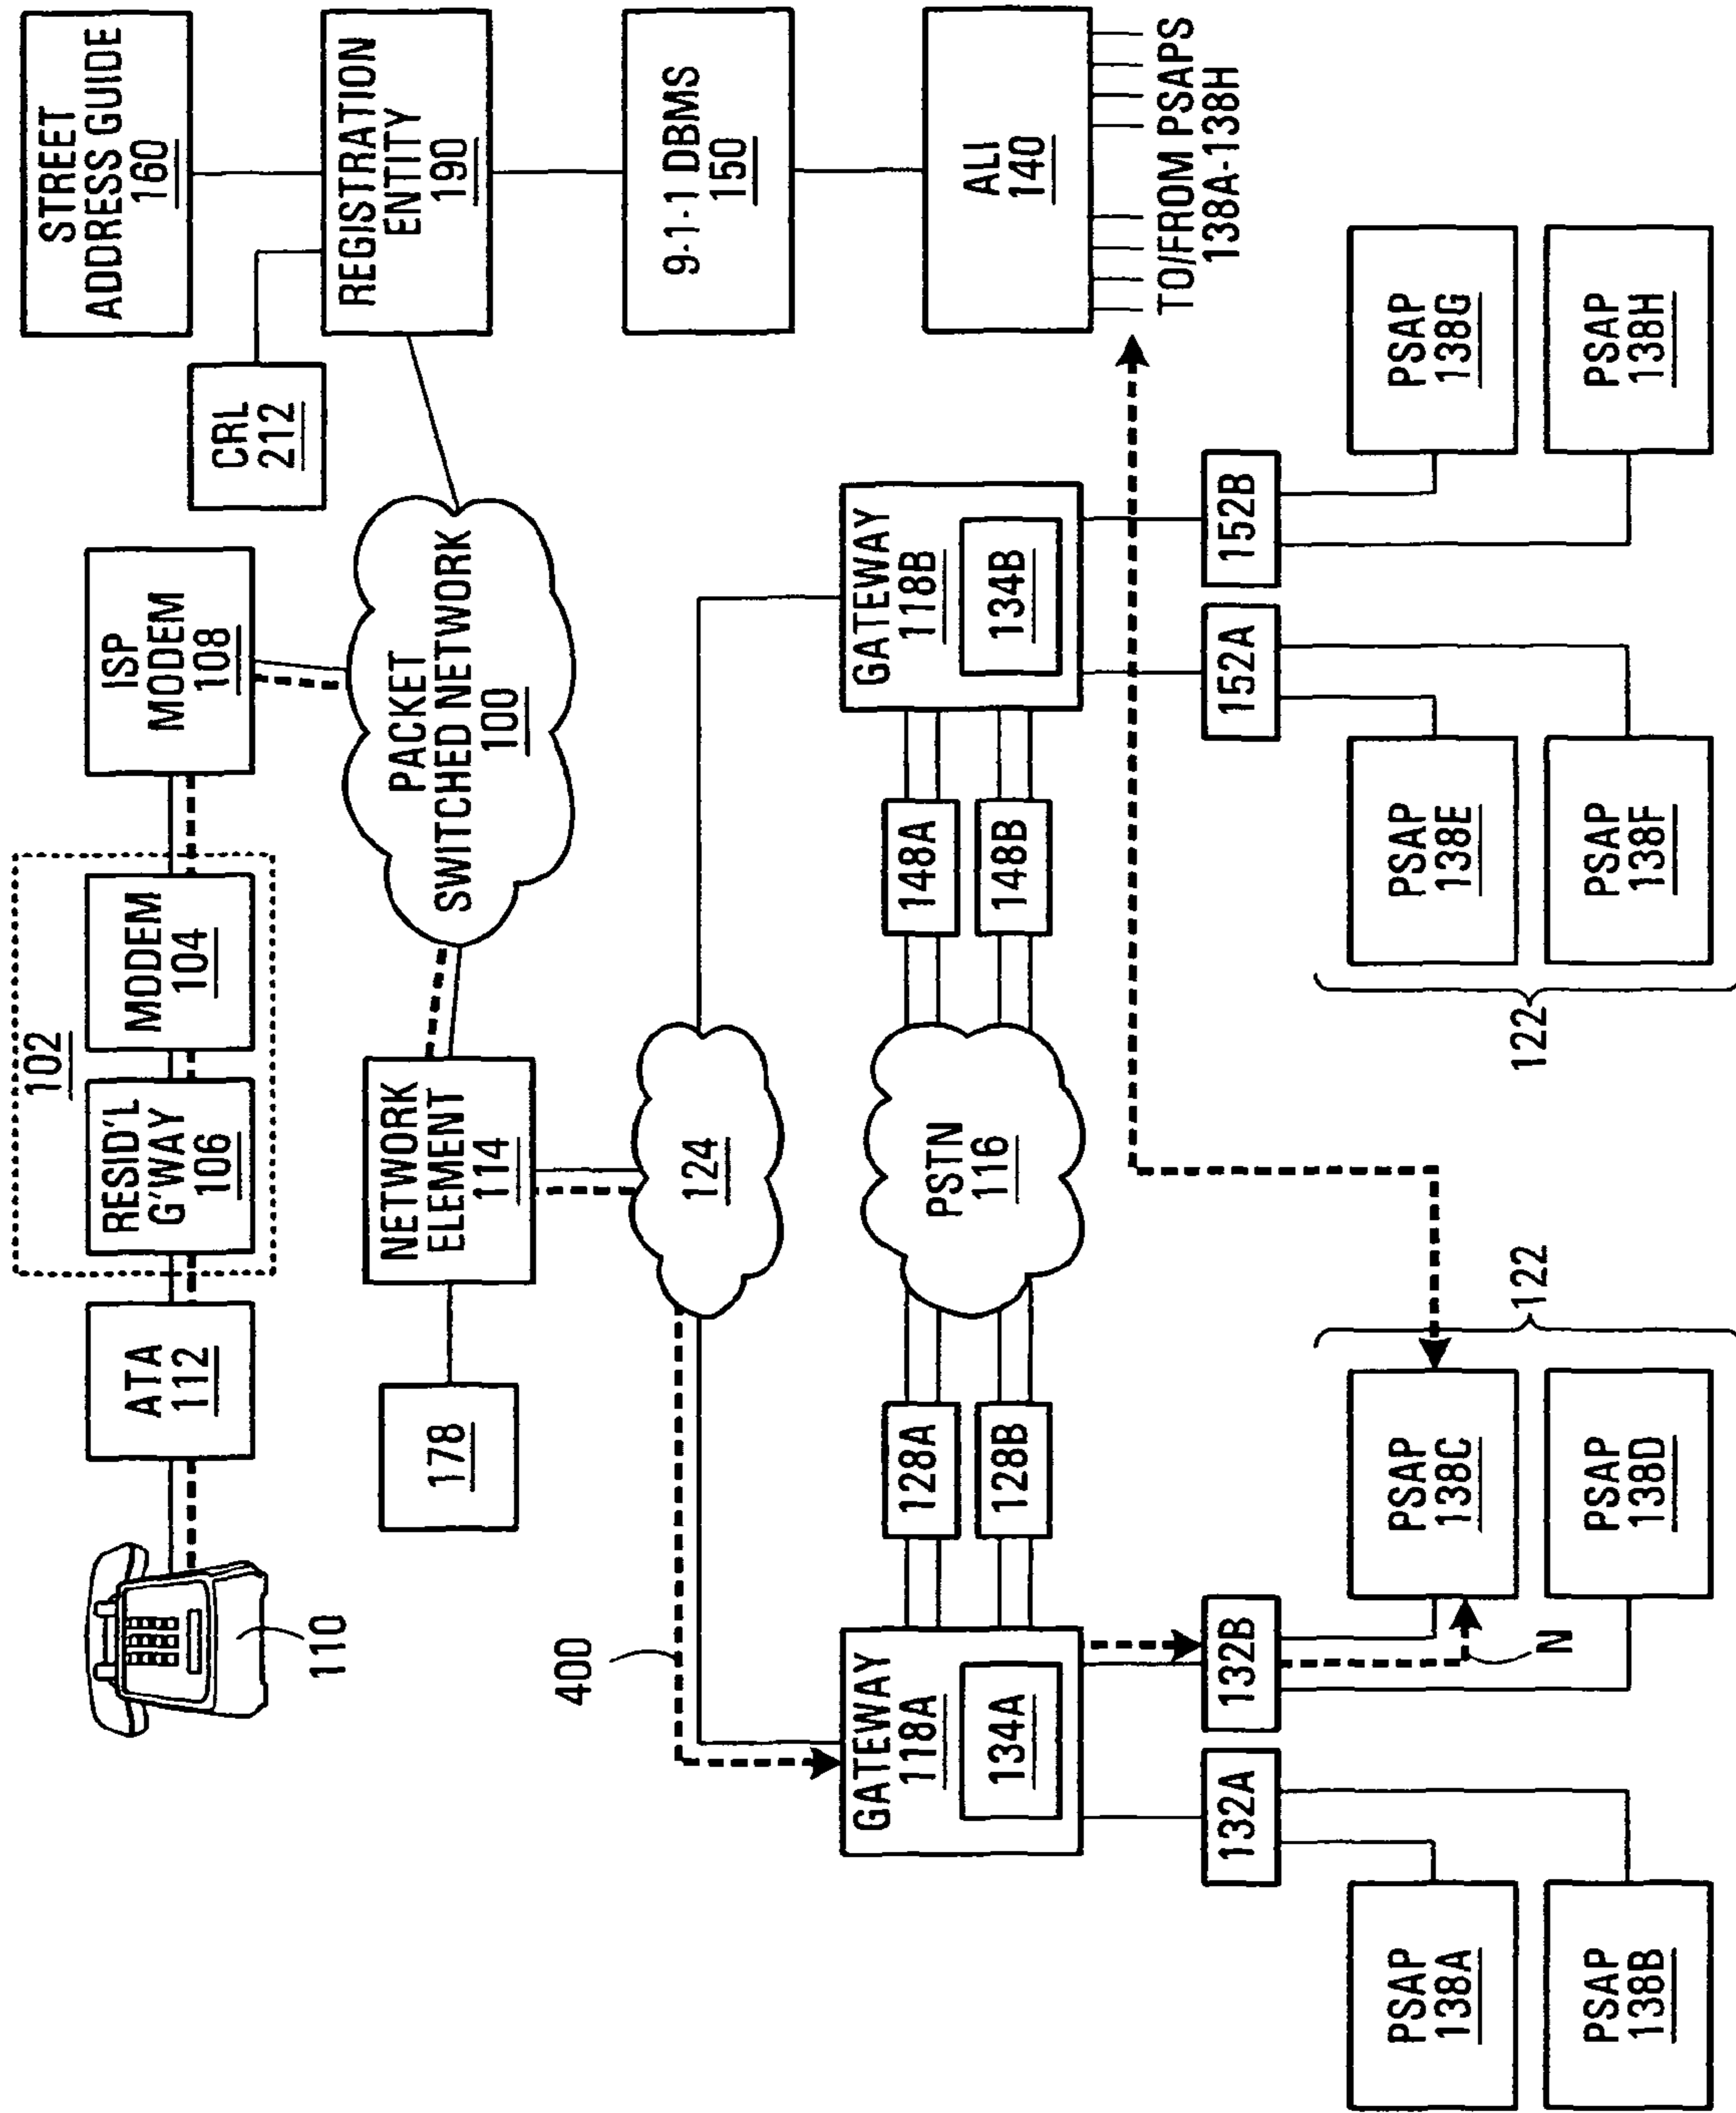 STREET
ADDRESS GUIDE
160
CRL
212
REGISTRATION
ENTITY
190
9-1-1 DBMS
150
ALI
140
TO/FROM PSAPS
138A-138H
102
110
ATA
112
RESID'L
G'WAY
106
MODEM
104
ISP
MODEM
108
178
NETWORK
ELEMENT
114
PACKET
SWITCHED NETWORK
100
400
124
GATEWAY
118A
134A
128A
128B
PSTN
116
148A
148B
GATEWAY
118B
134B
132A
132B
N
152A
152B
PSAP
138A
PSAP
138B
PSAP
138C
PSAP
138D
122
PSAP
138E
PSAP
138F
122
PSAP
138G
PSAP
138H